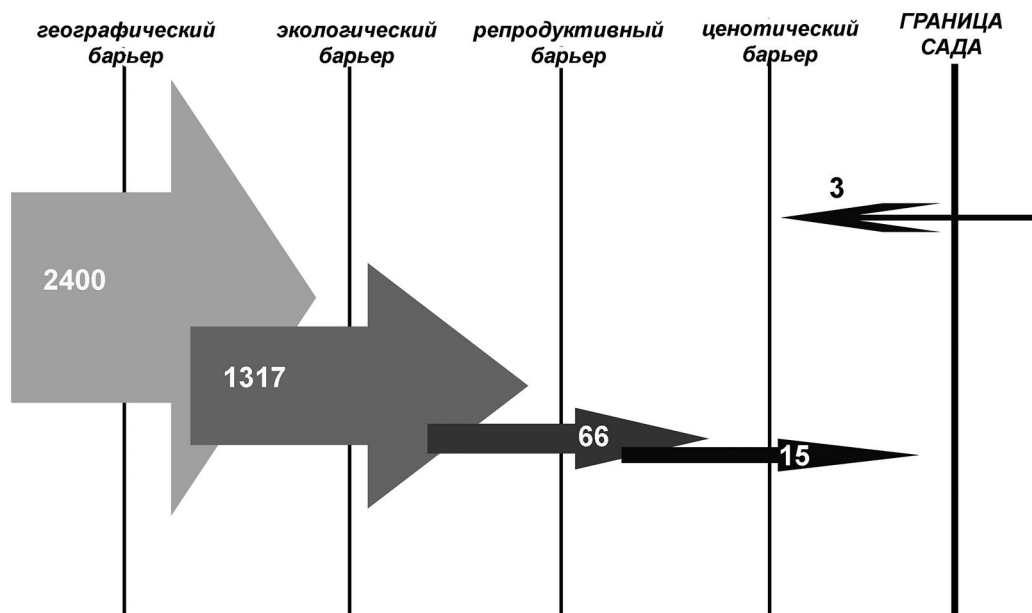 географический
барьер
экологический
барьер
репродуктивный
барьер
ценотический
барьер
ГРАНИЦА
САДА
3
2400
1317
66
15